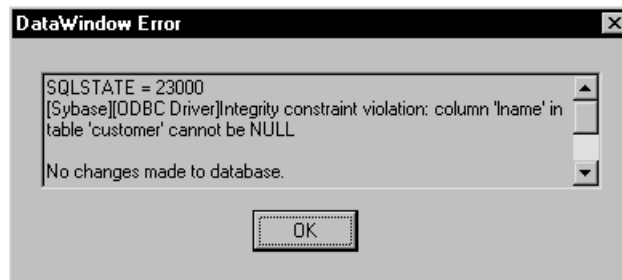 DataWindow Error
SQLSTATE = 23000
[Sybase][ODBC Driver]Integrity constraint violation: column 'lname' in
table 'customer' cannot be NULL
No changes made to database.
OK